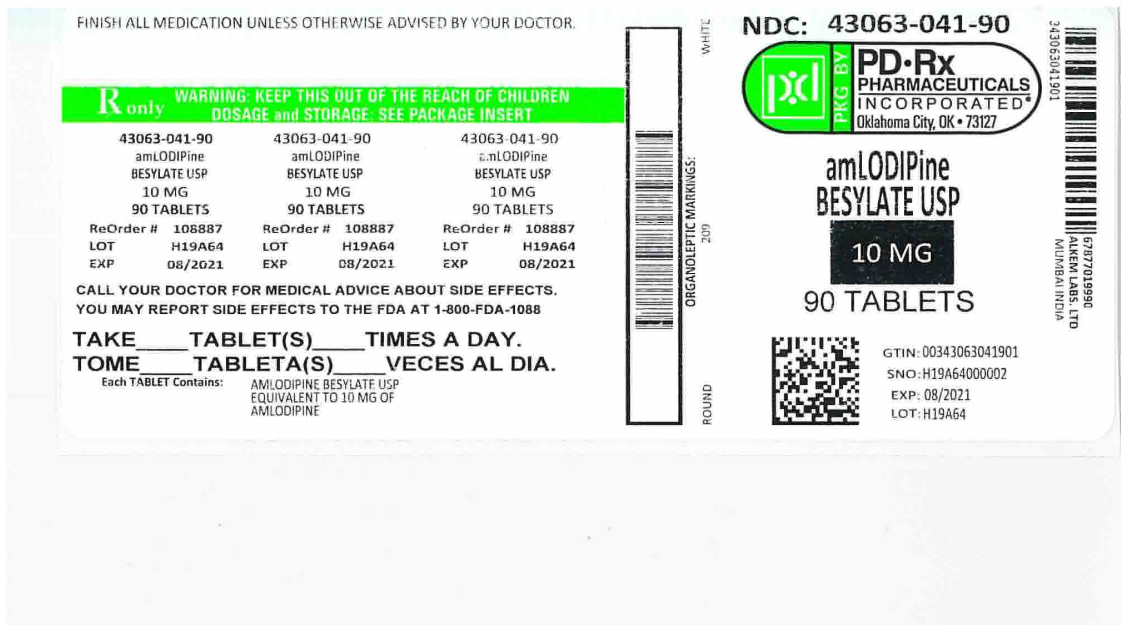 FINISH ALL MEDICATION UNLESS OTHERWISE ADVISED BY YOUR DOCTOR.
R only
WARNING: KEEP THIS OUT OF THE REACH OF CHILDREN
DOSAGE and STORAGE: SEE PACKAGE INSERT
43063-041-90 43063-041-90 43063-041-90
amLODIPine amLODIPine amLODIPine
BESYLATE USP BESYLATE USP BESYLATE USP
10 MG 10 MG 10 MG
90 TABLETS 90 TABLETS 90 TABLETS
ReOrder # 108887 ReOrder # 108887 ReOrder # 108887
LOT H19A64 LOT H19A64 LOT H19A64
EXP 08/2021 EXP 08/2021 EXP 08/2021
CALL YOUR DOCTOR FOR MEDICAL ADVICE ABOUT SIDE EFFECTS.
YOU MAY REPORT SIDE EFFECTS TO THE FDA AT 1-800-FDA-1088
TAKE____TABLET(S)____TIMES A DAY.
TOME____TABLETA(S)____VECES AL DIA.
Each TABLET Contains: AMLODIPINE BESYLATE USP
EQUIVALENT TO 10 MG OF
AMLODIPINE
ORGANOLEPTIC MARKINGS:
ROUND 209 WHITE
NDC: 43063-041-90
PKG BY
PD•Rx
PHARMACEUTICALS
INCORPORATED®
Oklahoma City, OK • 73127
amLODIPine
BESYLATE USP
10 MG
90 TABLETS
GTIN: 00343063041901
SNO: H19A64000002
EXP: 08/2021
LOT: H19A64
343063041901
67877019990
ALKEM LABS. LTD
MUMBAI INDIA